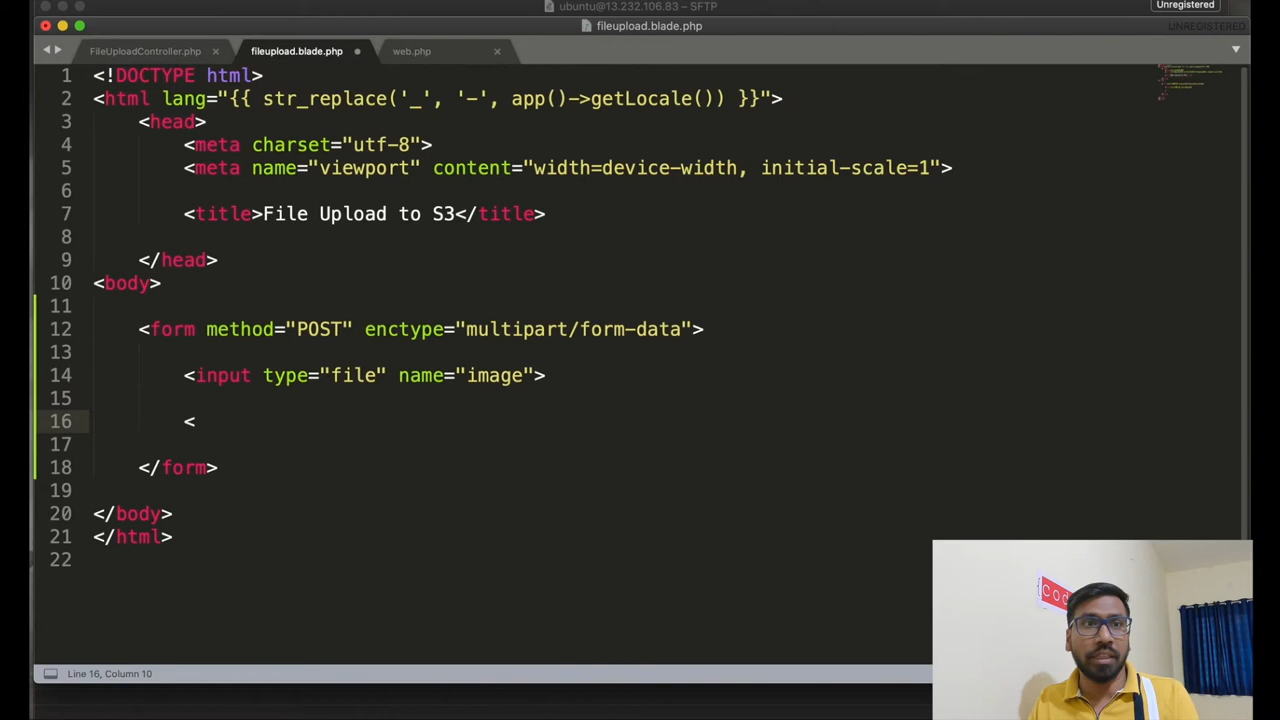 ubuntu@13.232.106.83 — SFTP
Unregistered
fileupload.blade.php
UNREGISTERED
FileUploadController.php
fileupload.blade.php
web.php
1 <!DOCTYPE html>
2 <html lang="{{ str_replace('_', '-', app()->getLocale()) }}">
3 <head>
4 <meta charset="utf-8">
5 <meta name="viewport" content="width=device-width, initial-scale=1">
6
7 <title>File Upload to S3</title>
8
9 </head>
10 <body>
11
12 <form method="POST" enctype="multipart/form-data">
13
14 <input type="file" name="image">
15
16 <
17
18 </form>
19
20 </body>
21 </html>
22
Line 16, Column 10